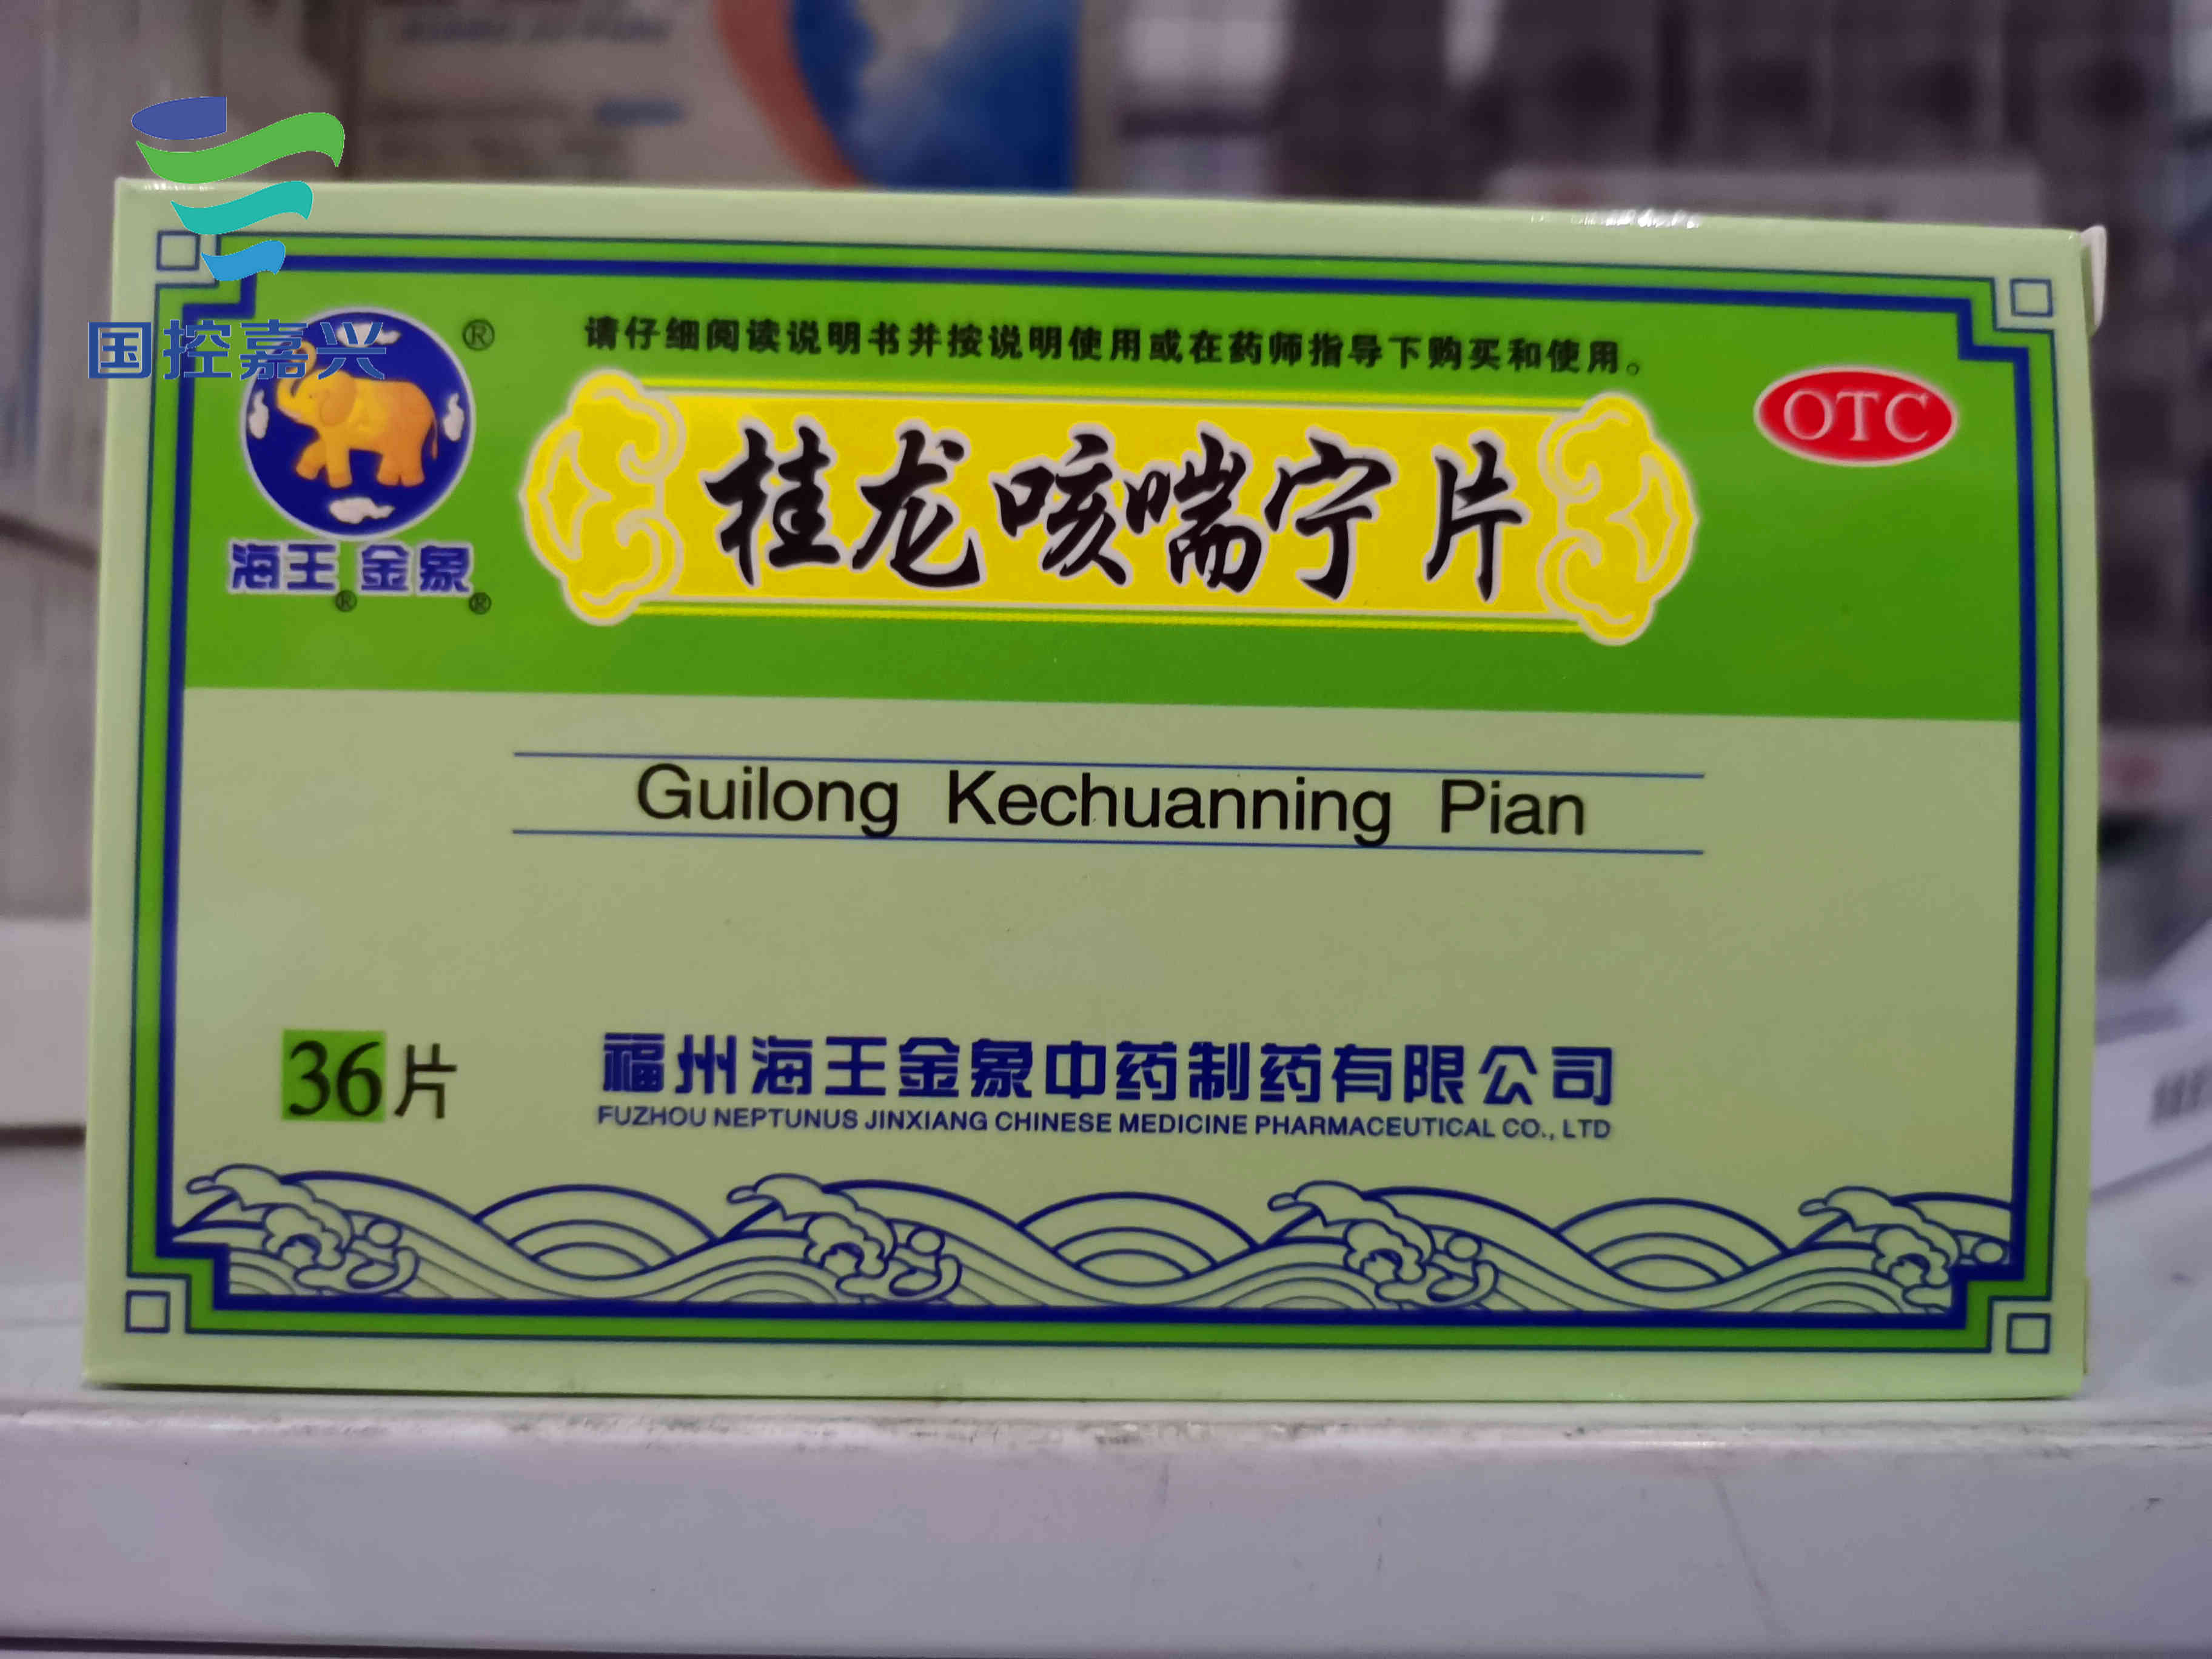 国控嘉兴
®
请仔细阅读说明书并按说明使用或在药师指导下购买和使用。
OTC
桂龙咳喘宁片
海王®金象®
Guilong Kechuanning Pian
36片
福州海王金象中药制药有限公司
FUZHOU NEPTUNUS JINXIANG CHINESE MEDICINE PHARMACEUTICAL CO., LTD